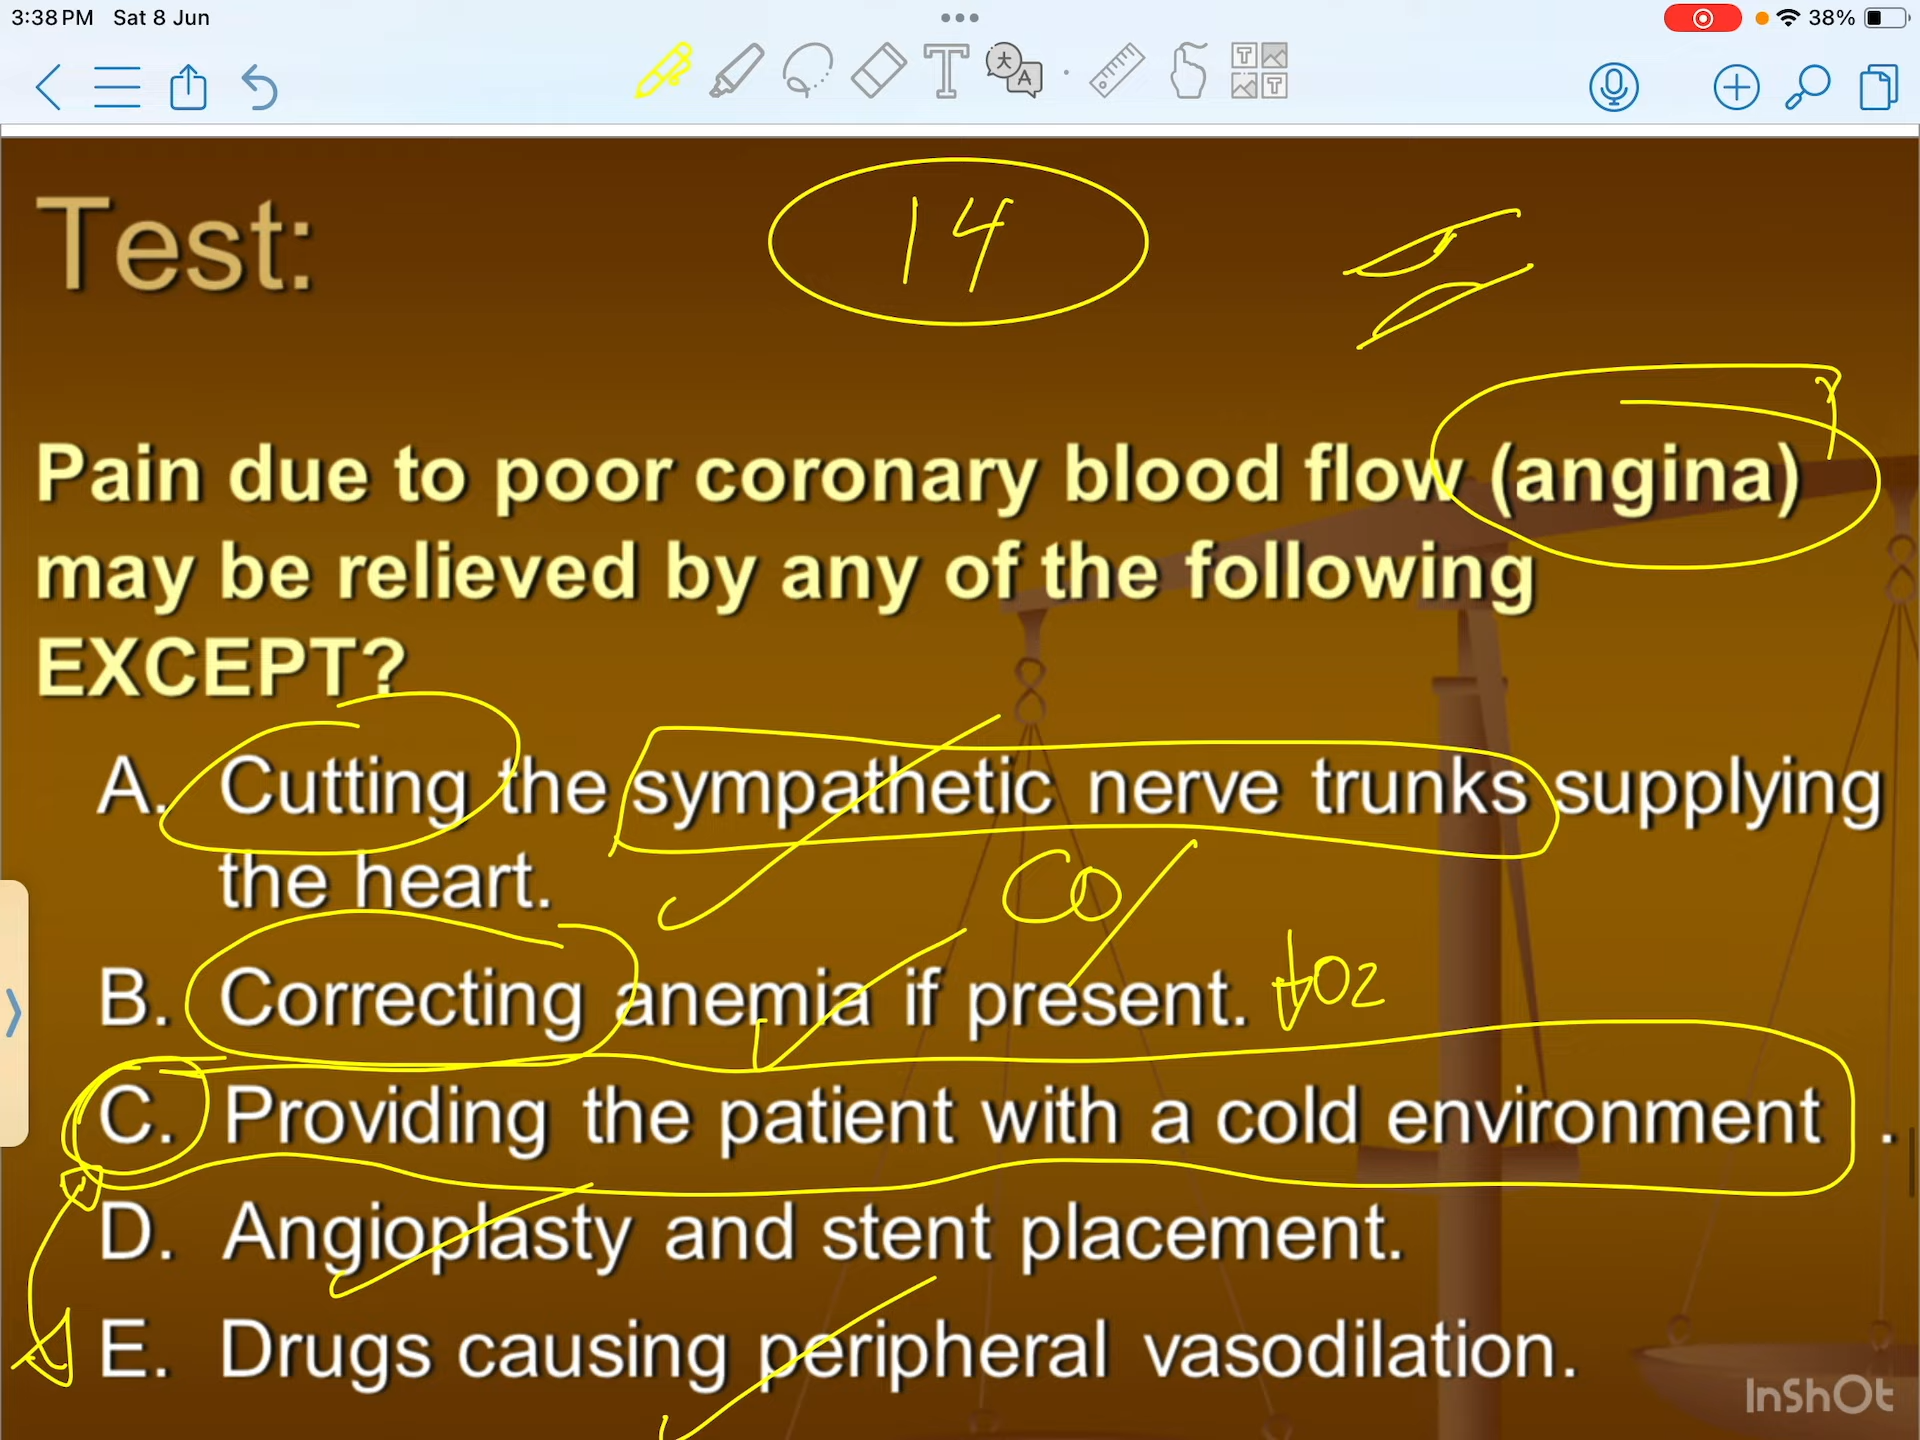 3:38 PM Sat 8 Jun
38%
Test:
14
Pain due to poor coronary blood flow (angina)
may be relieved by any of the following
EXCEPT?
A. Cutting the sympathetic nerve trunks supplying
the heart.
CO
B. Correcting anemia if present. ↓O2
C. Providing the patient with a cold environment .
D. Angioplasty and stent placement.
E. Drugs causing peripheral vasodilation.
InShOt